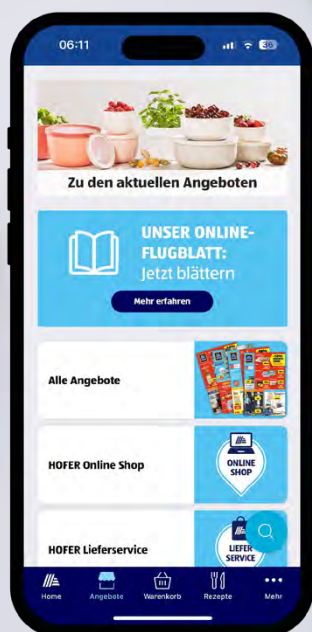 06:11
36
Zu den aktuellen Angeboten
UNSER ONLINE-
FLUGBLATT:
Jetzt blättern
Mehr erfahren
Alle Angebote
HOFER Online Shop
ONLINE
SHOP
HOFER Lieferservice
LIEFER
SERVICE
Home Angebote Warenkorb Rezepte Mehr